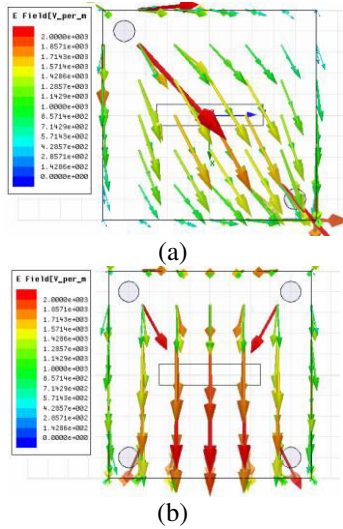 E Field[V_per_m
2.0000e+003
1.8571e+003
1.7143e+003
1.5714e+003
1.4286e+003
1.2857e+003
1.1429e+003
1.0000e+003
8.5714e+002
7.1429e+002
5.7143e+002
4.2857e+002
2.8571e+002
1.4286e+002
0.0000e+000
X
(a)
E Field[V_per_m
2.0000e+003
1.8571e+003
1.7143e+003
1.5714e+003
1.4286e+003
1.2857e+003
1.1429e+003
1.0000e+003
8.5714e+002
7.1429e+002
5.7143e+002
4.2857e+002
2.8571e+002
1.4286e+002
0.0000e+000
(b)